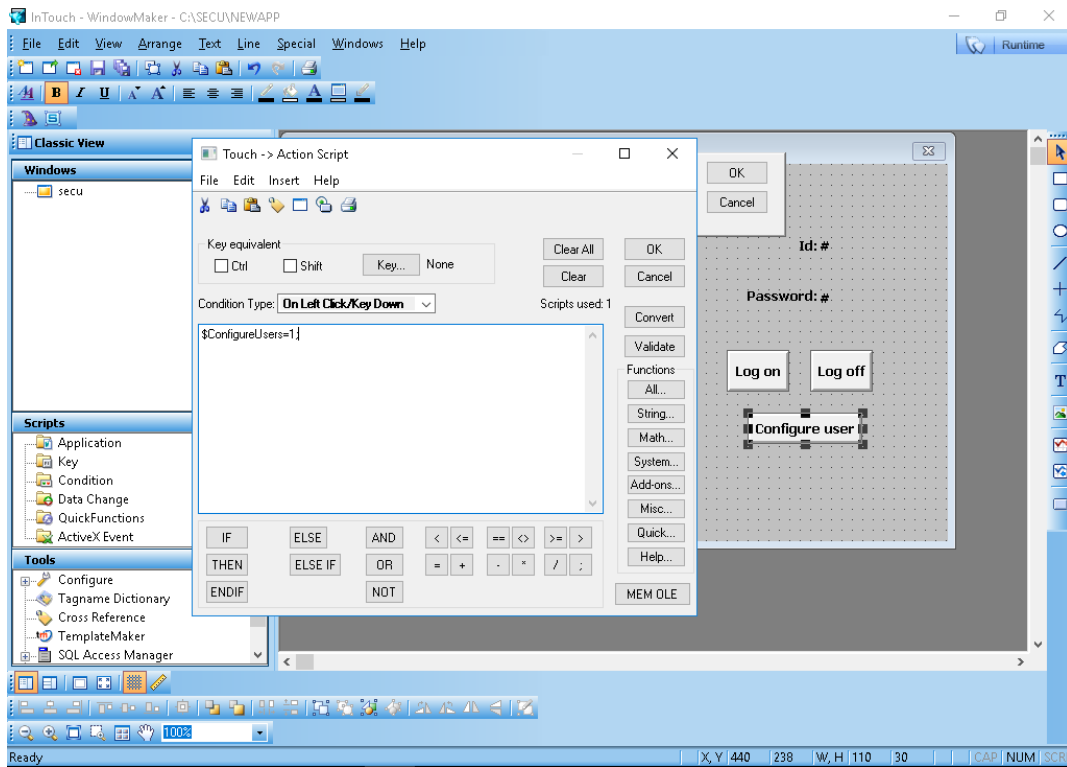 InTouch - WindowMaker - C:\SECU\NEWAPP
File Edit View Arrange Text Line Special Windows Help
Runtime
B I U A A A
Classic View
Windows
secu
Touch -> Action Script
File Edit Insert Help
OK
Cancel
Key equivalent
Ctrl Shift Key... None
Clear All OK
Clear Cancel
Condition Type: On Left Click/Key Down
Scripts used: 1
Convert
$ConfigureUsers=1;
Validate
Functions
All...
String...
Math...
System...
Add-ons...
Misc...
Quick...
Help...
IF ELSE AND < <= == <> >= >
THEN ELSE IF OR = + - * / ;
ENDIF NOT
MEM OLE
Id: #
Password: #
Log on Log off
Configure user
T
Scripts
Application
Key
Condition
Data Change
QuickFunctions
ActiveX Event
Tools
Configure
Tagname Dictionary
Cross Reference
TemplateMaker
SQL Access Manager
100%
Ready
X, Y 440 238 W, H 110 30 CAP NUM SCR